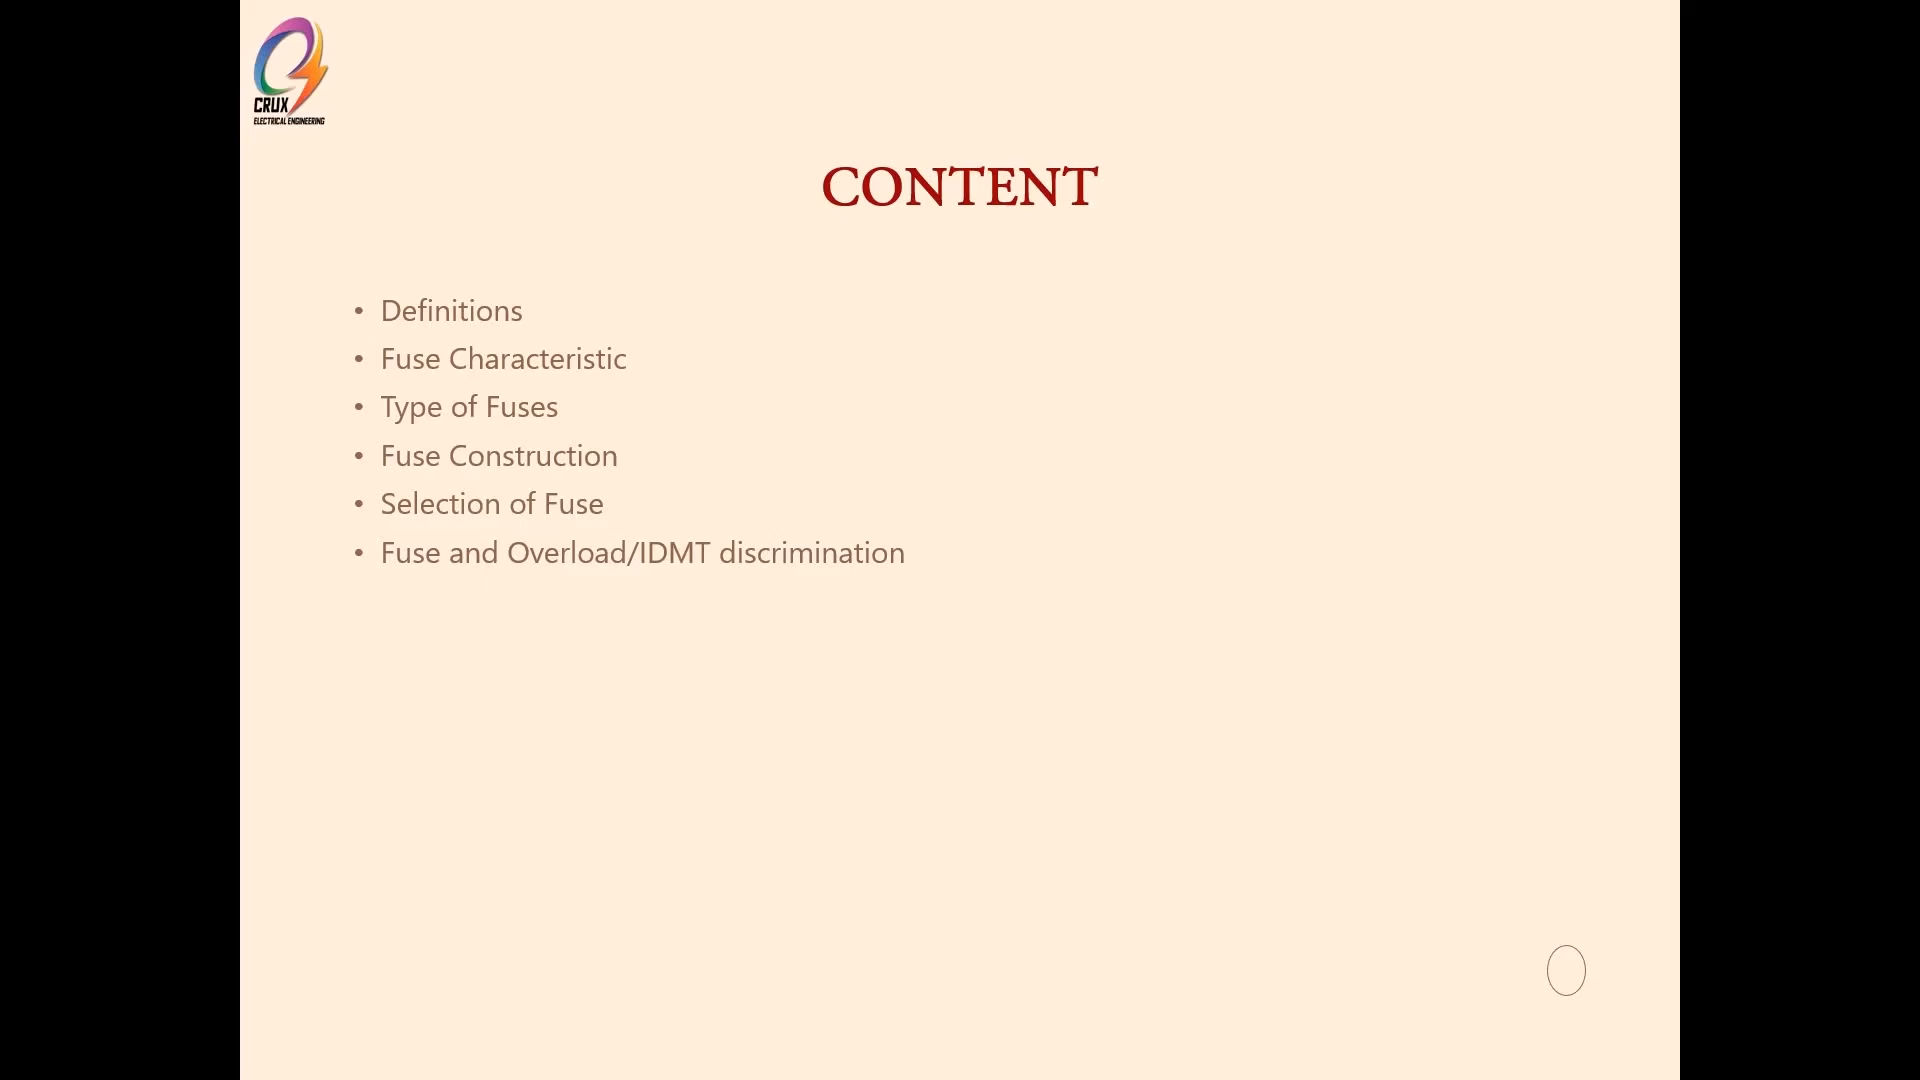 CRUX
ELECTRICAL ENGINEERING
CONTENT
• Definitions
• Fuse Characteristic
• Type of Fuses
• Fuse Construction
• Selection of Fuse
• Fuse and Overload/IDMT discrimination